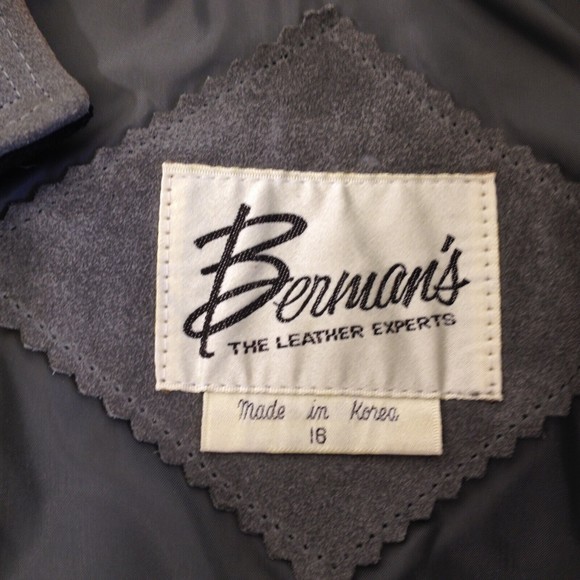 Berman's
THE LEATHER EXPERTS
Made in Korea
16